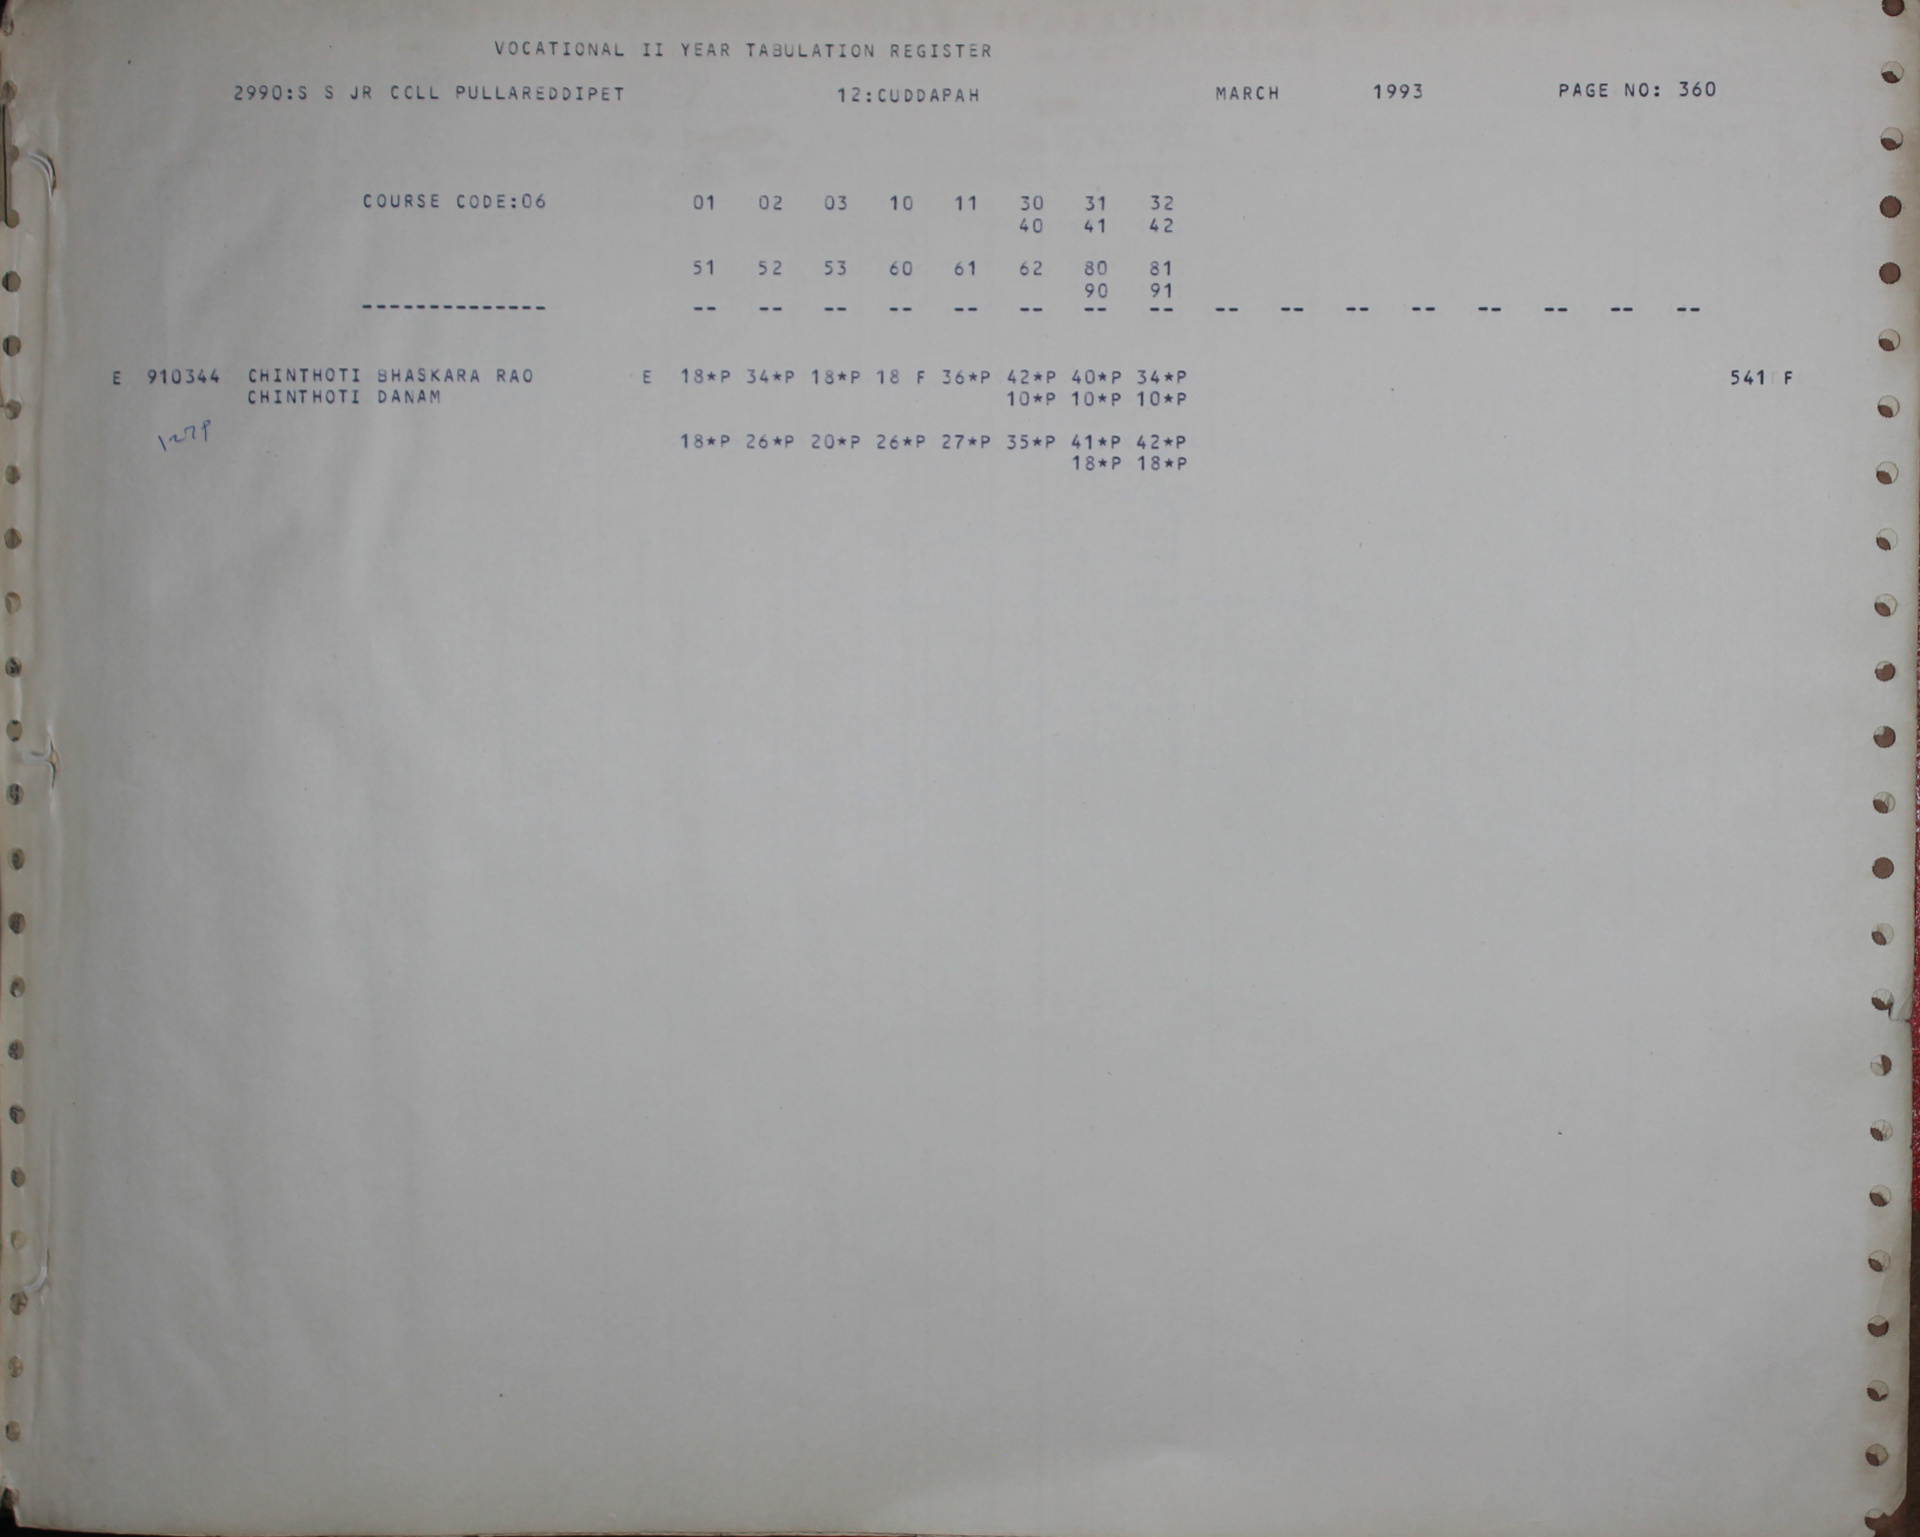 VOCATIONAL II YEAR TABULATION REGISTER
2990:S S JR COLL PULLAREDDIPET 12:CUDDAPAH MARCH 1993 PAGE NO: 360
COURSE CODE:06 01 02 03 10 11 30 31 32
40 41 42
51 52 53 60 61 62 80 81
90 91
-------------- -- -- -- -- -- -- -- -- -- -- -- -- -- -- -- --
E 910344 CHINTHOTI BHASKARA RAO E 18*P 34*P 18*P 18 F 36*P 42*P 40*P 34*P 541 F
CHINTHOTI DANAM 10*P 10*P 10*P
18*P 26*P 20*P 26*P 27*P 35*P 41*P 42*P
18*P 18*P